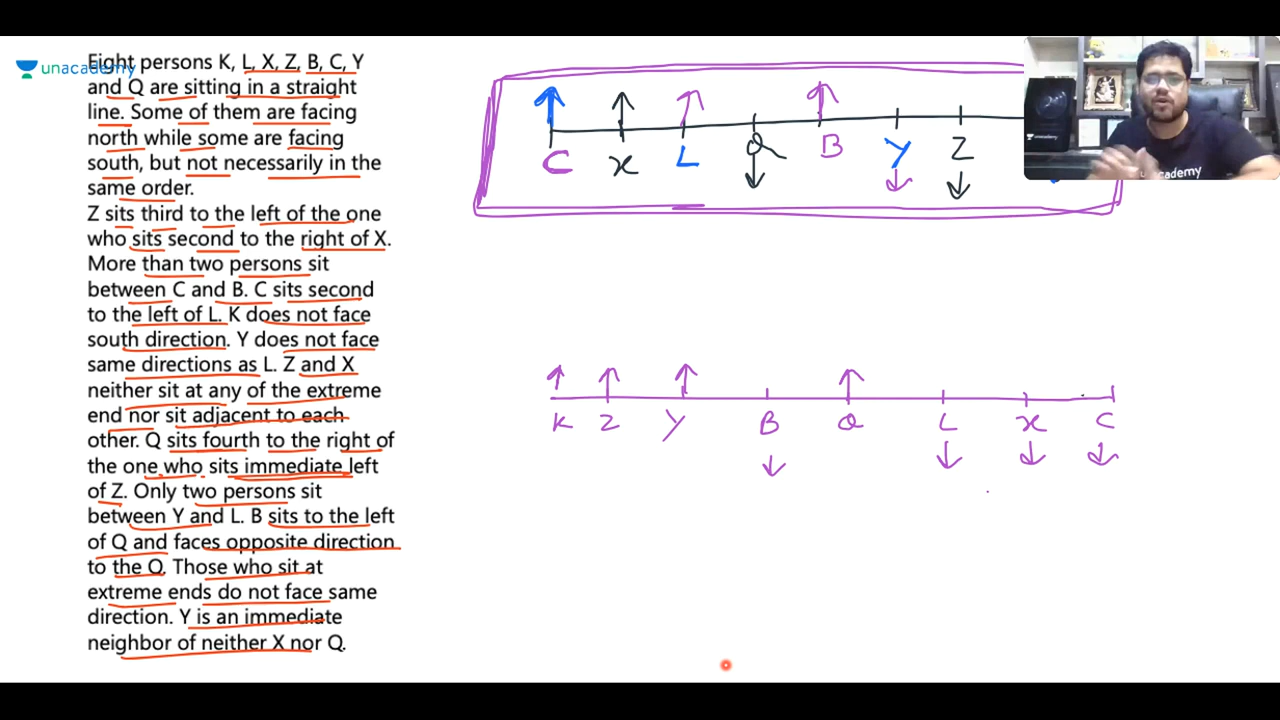 Eight persons K, L, X, Z, B, C, Y
unacademy
and Q are sitting in a straight
line. Some of them are facing
north while some are facing
south, but not necessarily in the
same order.
Z sits third to the left of the one
who sits second to the right of X.
More than two persons sit
between C and B. C sits second
to the left of L. K does not face
south direction. Y does not face
same directions as L. Z and X
neither sit at any of the extreme
end nor sit adjacent to each
other. Q sits fourth to the right of
the one who sits immediate left
of Z. Only two persons sit
between Y and L. B sits to the left
of Q and faces opposite direction
to the Q. Those who sit at
extreme ends do not face same
direction. Y is an immediate
neighbor of neither X nor Q.
C x L Q B Y Z
K Z Y B Q L x C
unacademy